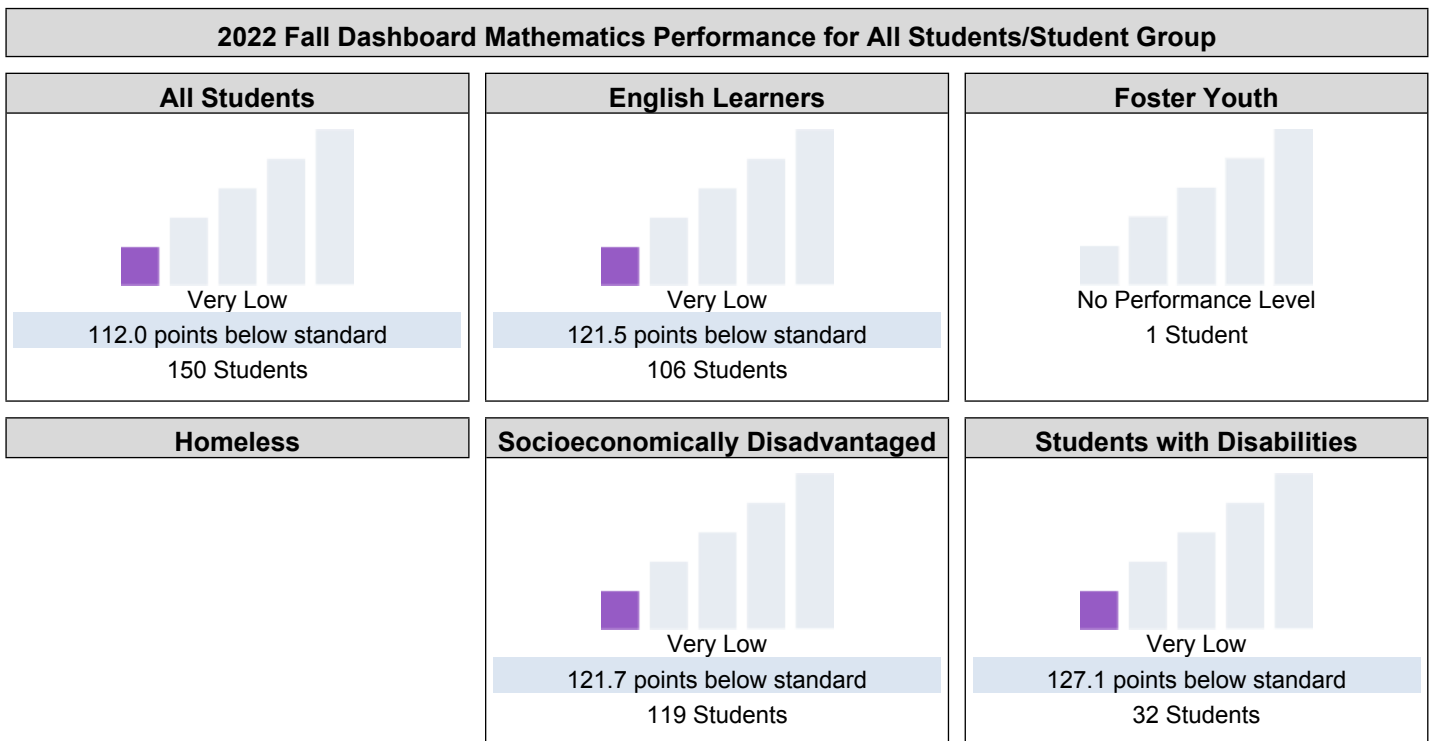 2022 Fall Dashboard Mathematics Performance for All Students/Student Group
All Students
Very Low
112.0 points below standard
150 Students
English Learners
Very Low
121.5 points below standard
106 Students
Foster Youth
No Performance Level
1 Student
Homeless
Socioeconomically Disadvantaged
Very Low
121.7 points below standard
119 Students
Students with Disabilities
Very Low
127.1 points below standard
32 Students